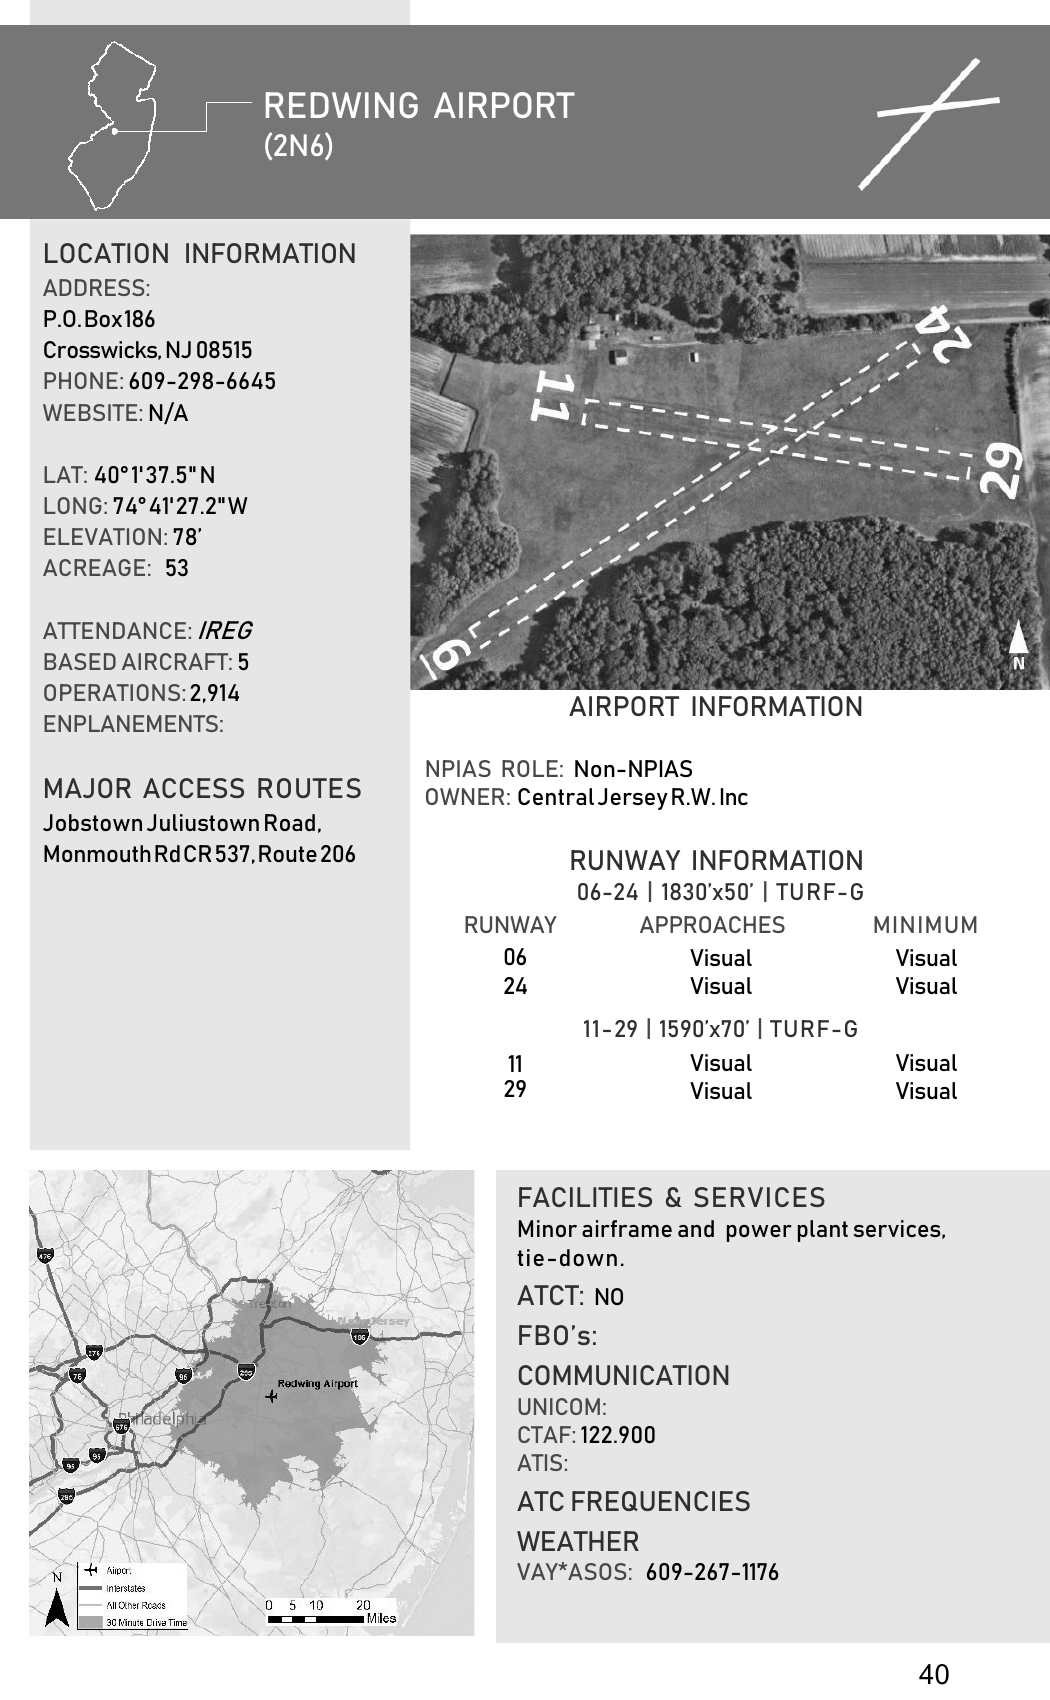 REDWING AIRPORT
(2N6)
LOCATION INFORMATION
ADDRESS:
P.O. Box 186
Crosswicks, NJ 08515
PHONE: 609-298-6645
WEBSITE: N/A
LAT: 40° 1' 37.5" N
LONG: 74° 41' 27.2" W
ELEVATION: 78’
ACREAGE: 53
ATTENDANCE: IREG
BASED AIRCRAFT: 5
OPERATIONS: 2,914
ENPLANEMENTS:
MAJOR ACCESS ROUTES
Jobstown Juliustown Road,
Monmouth Rd CR 537, Route 206
24
11
29
6
N
AIRPORT INFORMATION
NPIAS ROLE: Non-NPIAS
OWNER: Central Jersey R.W. Inc
RUNWAY INFORMATION
06-24 | 1830’x50’ | TURF-G
RUNWAY APPROACHES MINIMUM
06 Visual Visual
24 Visual Visual
11-29 | 1590’x70’ | TURF-G
11 Visual Visual
29 Visual Visual
476
Trenton
Jersey
195
276
76
95
295
Redwing Airport
Philadelphia
676
95
95
295
N
Airport
Interstates
All Other Roads
30 Minute Drive Time
0 5 10 20
Miles
FACILITIES & SERVICES
Minor airframe and power plant services,
tie-down.
ATCT: NO
FBO’s:
COMMUNICATION
UNICOM:
CTAF: 122.900
ATIS:
ATC FREQUENCIES
WEATHER
VAY*ASOS: 609-267-1176
40